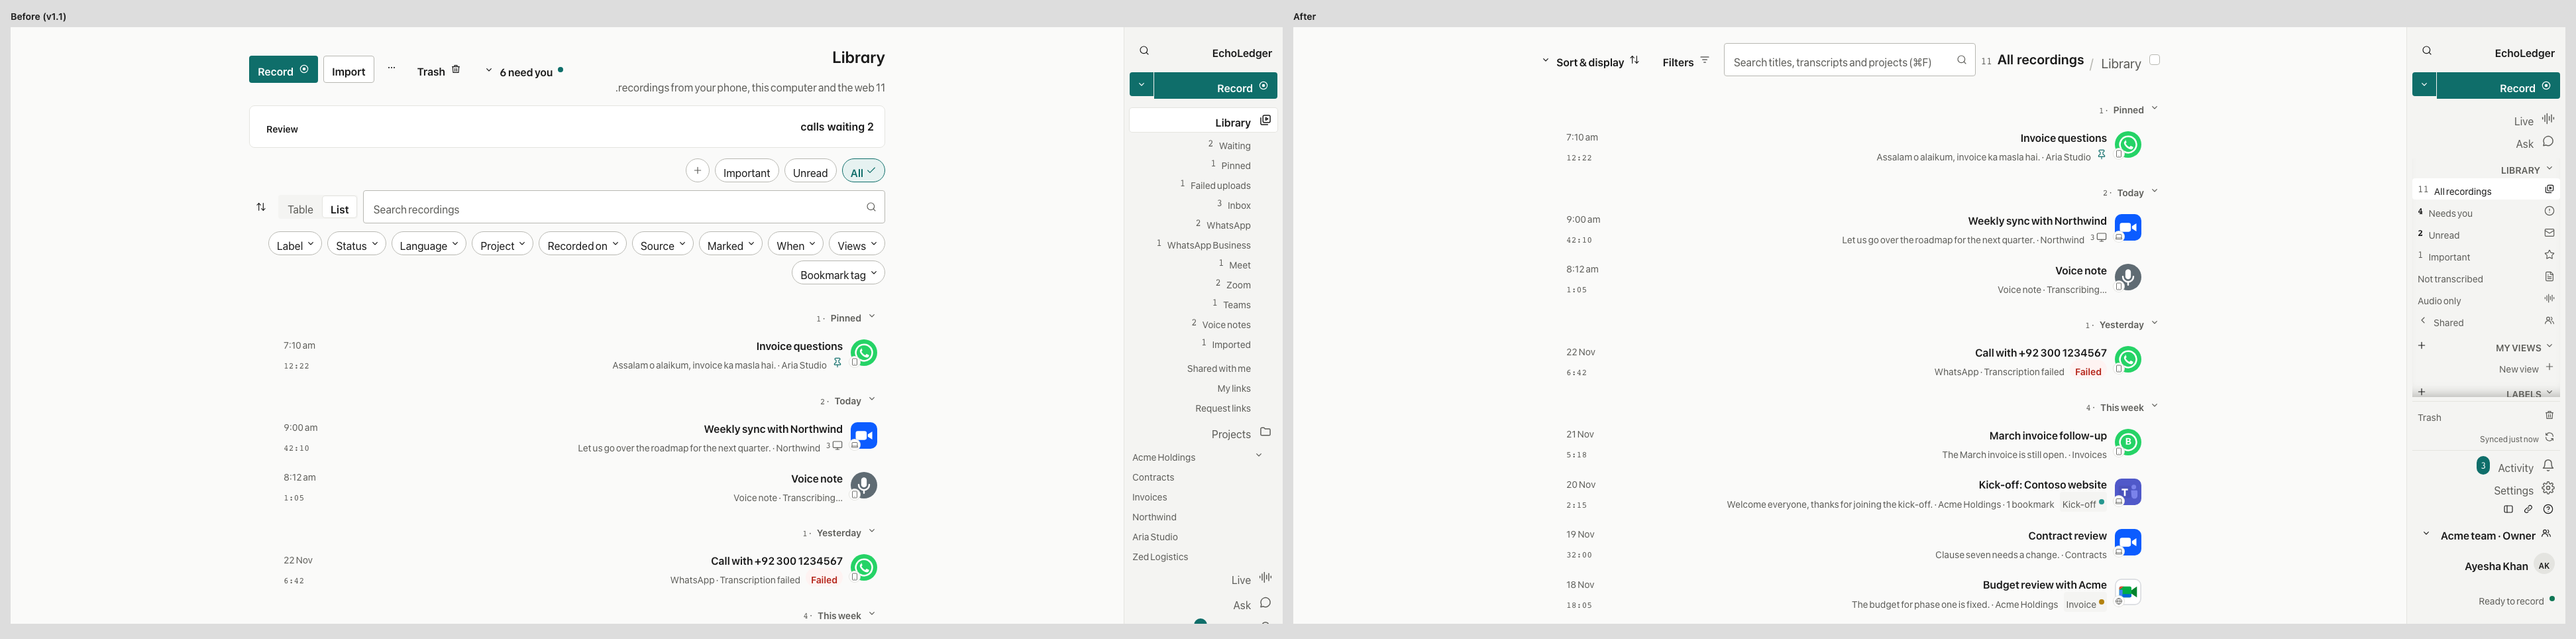 Before (v1.1)
EchoLedger
Record
Library
2 Waiting
1 Pinned
1 Failed uploads
3 Inbox
2 WhatsApp
1 WhatsApp Business
1 Meet
2 Zoom
1 Teams
2 Voice notes
1 Imported
Shared with me
My links
Request links
Projects
Acme Holdings
Contracts
Invoices
Northwind
Aria Studio
Zed Logistics
Live
Ask
Library
.recordings from your phone, this computer and the web 11
6 need you
Trash
...
Import
Record
calls waiting 2
Review
All
Unread
Important
+
Search recordings
List
Table
Views
When
Marked
Source
Recorded on
Project
Language
Status
Label
Bookmark tag
1 · Pinned
Invoice questions
7:10 am
Assalam o alaikum, invoice ka masla hai. · Aria Studio
12:22
2 · Today
Weekly sync with Northwind
9:00 am
Let us go over the roadmap for the next quarter. · Northwind 3
42:10
Voice note
8:12 am
Voice note · Transcribing...
1:05
1 · Yesterday
Call with +92 300 1234567
22 Nov
WhatsApp · Transcription failed Failed
6:42
4 · This week
After
EchoLedger
Record
Live
Ask
LIBRARY
11 All recordings
4 Needs you
2 Unread
1 Important
Not transcribed
Audio only
Shared
+ MY VIEWS
New view +
+ LABELS
Trash
Synced just now
3 Activity
Settings
Acme team · Owner
Ayesha Khan AK
Ready to record
11 All recordings / Library
Search titles, transcripts and projects (⌘F)
Filters
Sort & display
1 · Pinned
Invoice questions
7:10 am
Assalam o alaikum, invoice ka masla hai. · Aria Studio
12:22
2 · Today
Weekly sync with Northwind
9:00 am
Let us go over the roadmap for the next quarter. · Northwind 3
42:10
Voice note
8:12 am
Voice note · Transcribing...
1:05
1 · Yesterday
Call with +92 300 1234567
22 Nov
WhatsApp · Transcription failed Failed
6:42
4 · This week
March invoice follow-up
21 Nov
The March invoice is still open. · Invoices
5:18
B
Kick-off: Contoso website
20 Nov
Welcome everyone, thanks for joining the kick-off. · Acme Holdings · 1 bookmark Kick-off
2:15
T
Contract review
19 Nov
Clause seven needs a change. · Contracts
32:00
Budget review with Acme
18 Nov
The budget for phase one is fixed. · Acme Holdings Invoice
18:05